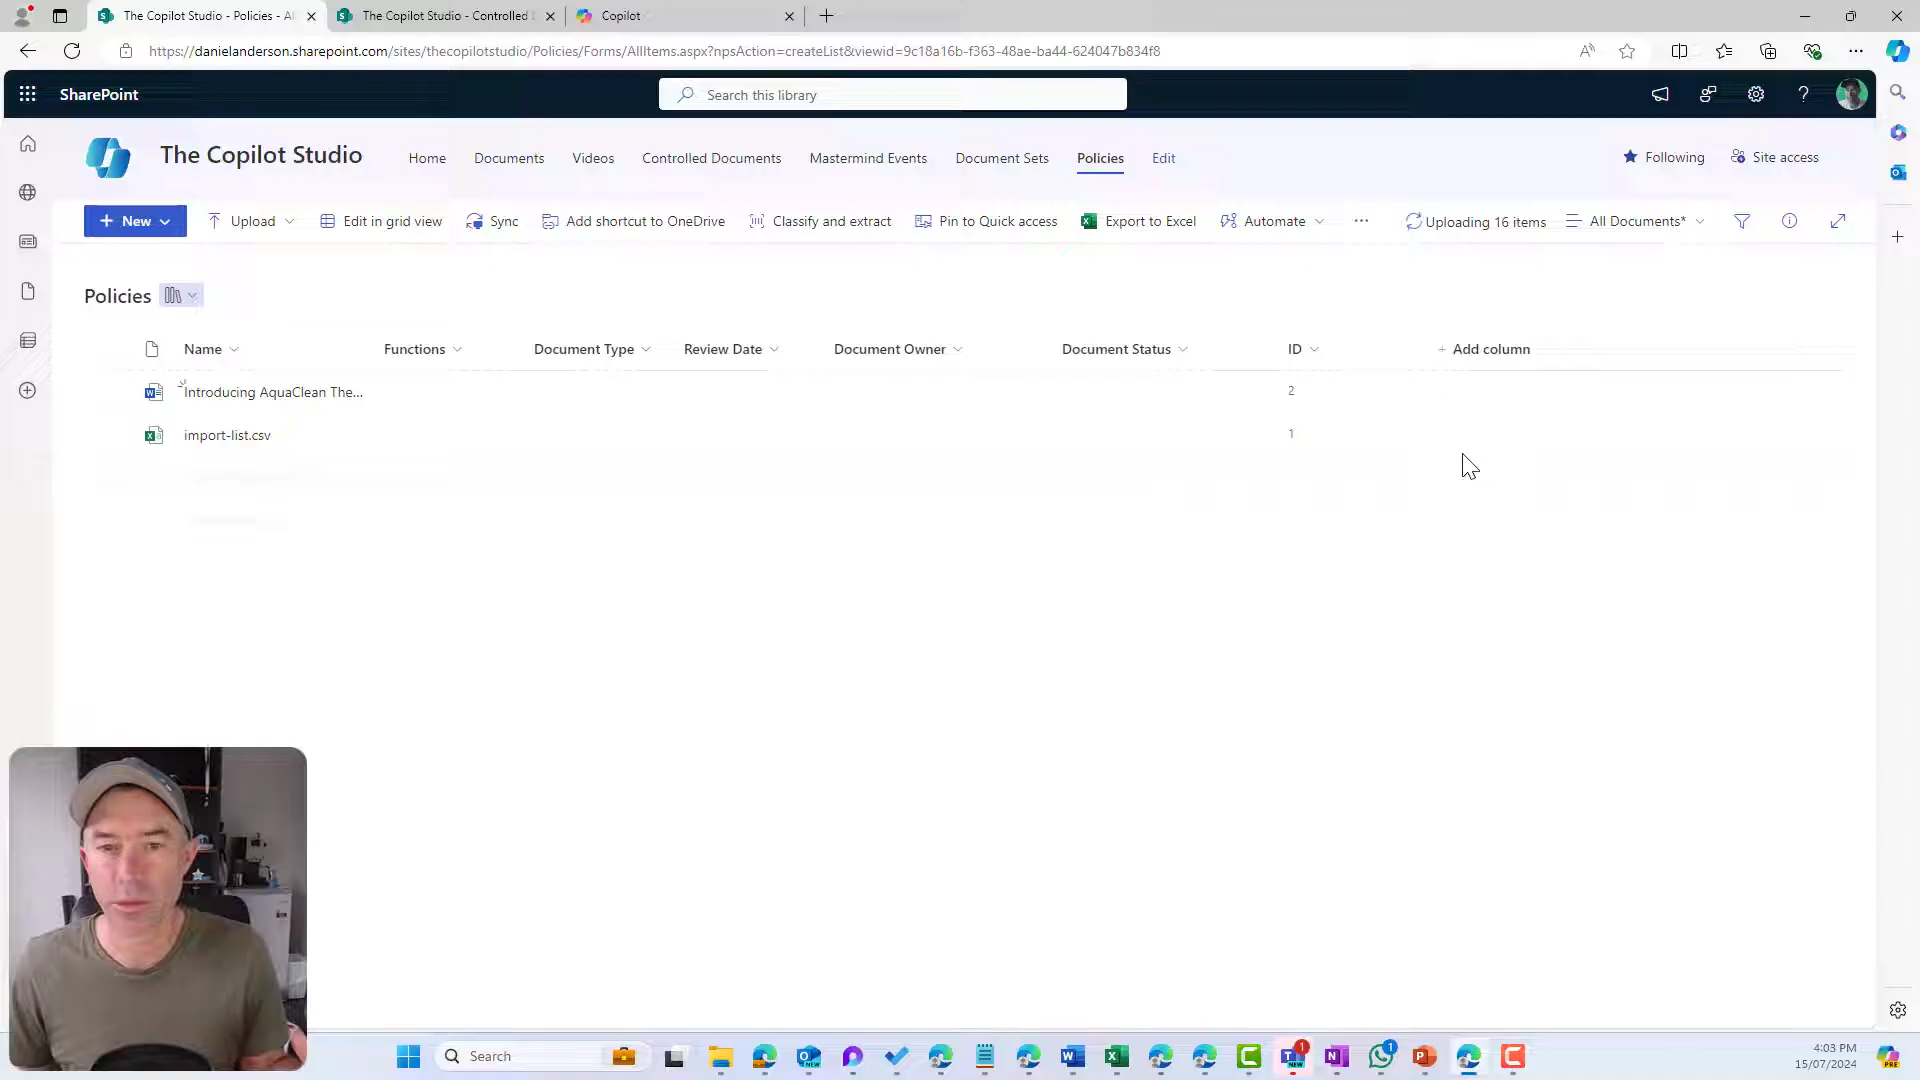 The Copilot Studio - Policies - Al
The Copilot Studio - Controlled D
Copilot
https://danielanderson.sharepoint.com/sites/thecopilotstudio/Policies/Forms/AllItems.aspx?npsAction=createList&viewid=9c18a16b-f363-48ae-ba44-624047b834f8
SharePoint
Search this library
The Copilot Studio
Home
Documents
Videos
Controlled Documents
Mastermind Events
Document Sets
Policies
Edit
Following
Site access
New
Upload
Edit in grid view
Sync
Add shortcut to OneDrive
Classify and extract
Pin to Quick access
Export to Excel
Automate
Uploading 16 items
All Documents*
Policies
Name
Functions
Document Type
Review Date
Document Owner
Document Status
ID
+ Add column
Introducing AquaClean The...
2
import-list.csv
1
Search
1
1
4:03 PM
15/07/2024
PRE